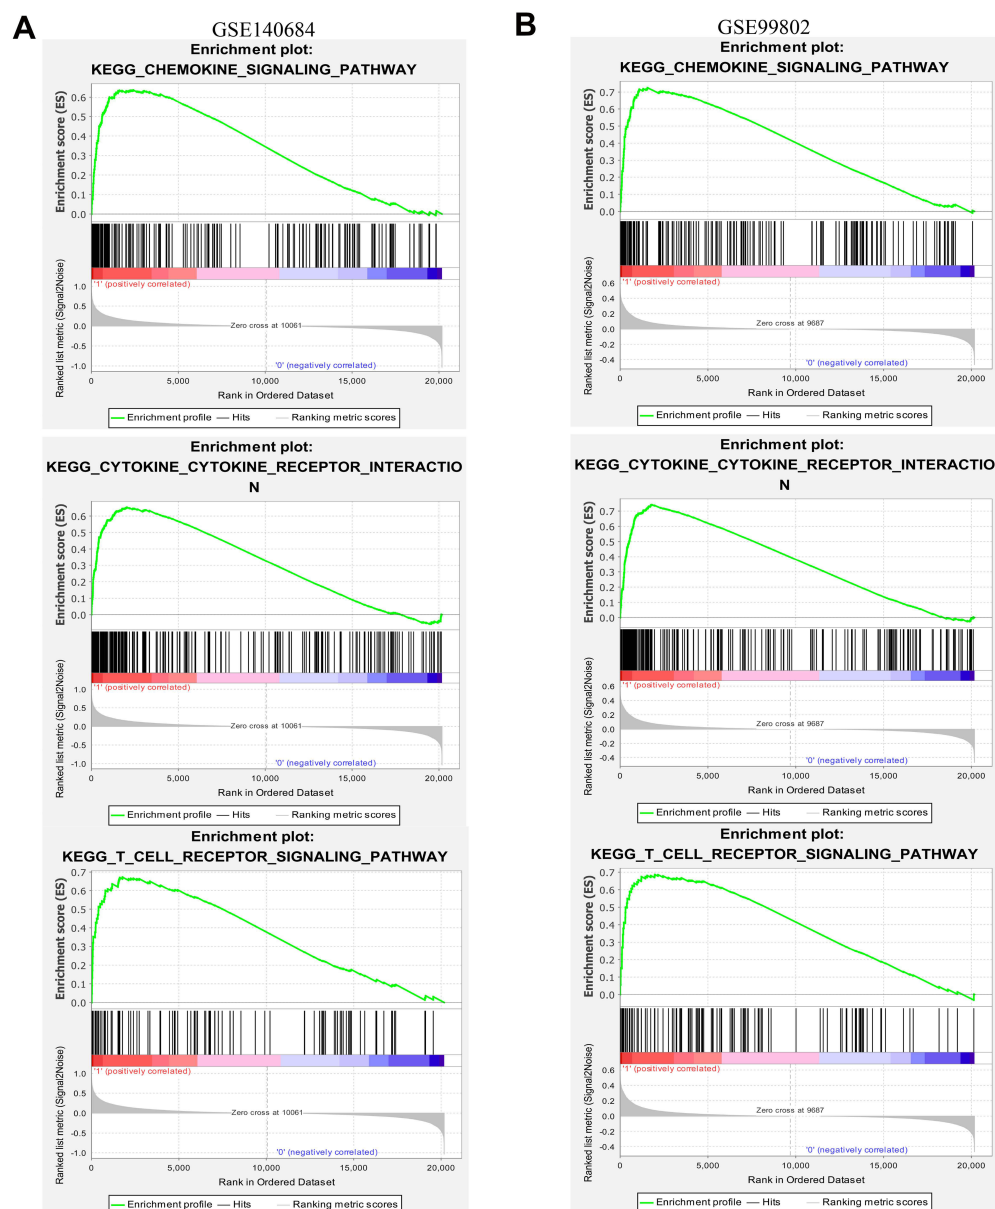 A
GSE140684
Enrichment plot:
KEGG_CHEMOKINE_SIGNALING_PATHWAY
Enrichment score (ES)
0.6
0.5
0.4
0.3
0.2
0.1
0.0
Ranked list metric (Signal2Noise)
1.0
0.5
0.0
-0.5
-1.0
'1' (positively correlated)
Zero cross at 10061
'0' (negatively correlated)
0 5,000 10,000 15,000 20,000
Rank in Ordered Dataset
Enrichment profile Hits Ranking metric scores
Enrichment plot:
KEGG_CYTOKINE_CYTOKINE_RECEPTOR_INTERACTIO
N
Enrichment score (ES)
0.6
0.5
0.4
0.3
0.2
0.1
0.0
Ranked list metric (Signal2Noise)
1.0
0.5
0.0
-0.5
-1.0
'1' (positively correlated)
Zero cross at 10061
'0' (negatively correlated)
0 5,000 10,000 15,000 20,000
Rank in Ordered Dataset
Enrichment profile Hits Ranking metric scores
Enrichment plot:
KEGG_T_CELL_RECEPTOR_SIGNALING_PATHWAY
Enrichment score (ES)
0.7
0.6
0.5
0.4
0.3
0.2
0.1
0.0
Ranked list metric (Signal2Noise)
1.0
0.5
0.0
-0.5
-1.0
'1' (positively correlated)
Zero cross at 10061
'0' (negatively correlated)
0 5,000 10,000 15,000 20,000
Rank in Ordered Dataset
Enrichment profile Hits Ranking metric scores
B
GSE99802
Enrichment plot:
KEGG_CHEMOKINE_SIGNALING_PATHWAY
Enrichment score (ES)
0.7
0.6
0.5
0.4
0.3
0.2
0.1
0.0
Ranked list metric (Signal2Noise)
0.6
0.4
0.2
0.0
-0.2
-0.4
'1' (positively correlated)
Zero cross at 9687
'0' (negatively correlated)
0 5,000 10,000 15,000 20,000
Rank in Ordered Dataset
Enrichment profile Hits Ranking metric scores
Enrichment plot:
KEGG_CYTOKINE_CYTOKINE_RECEPTOR_INTERACTIO
N
Enrichment score (ES)
0.7
0.6
0.5
0.4
0.3
0.2
0.1
0.0
Ranked list metric (Signal2Noise)
0.6
0.4
0.2
0.0
-0.2
-0.4
'1' (positively correlated)
Zero cross at 9687
'0' (negatively correlated)
0 5,000 10,000 15,000 20,000
Rank in Ordered Dataset
Enrichment profile Hits Ranking metric scores
Enrichment plot:
KEGG_T_CELL_RECEPTOR_SIGNALING_PATHWAY
Enrichment score (ES)
0.7
0.6
0.5
0.4
0.3
0.2
0.1
0.0
Ranked list metric (Signal2Noise)
0.6
0.4
0.2
0.0
-0.2
-0.4
'1' (positively correlated)
Zero cross at 9687
'0' (negatively correlated)
0 5,000 10,000 15,000 20,000
Rank in Ordered Dataset
Enrichment profile Hits Ranking metric scores